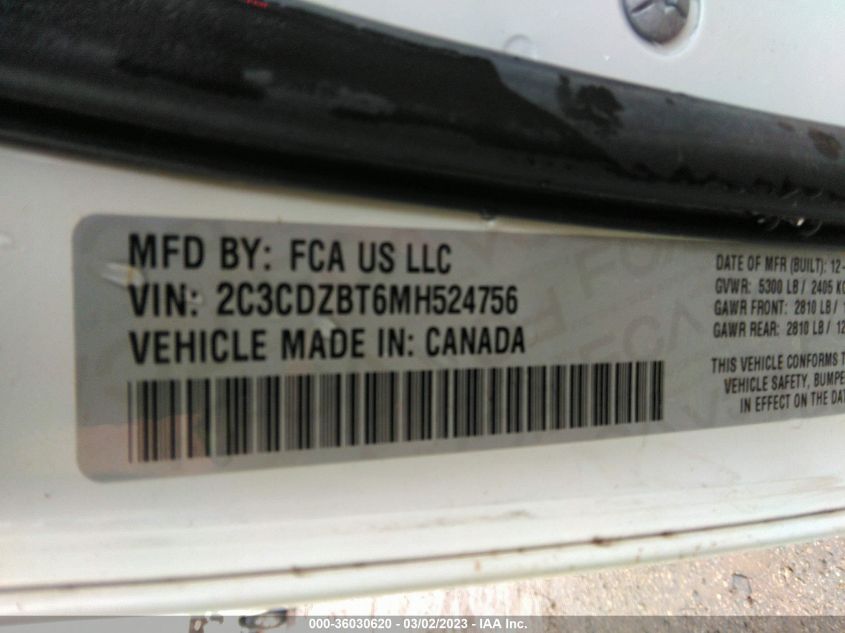 MFD BY: FCA US LLC
VIN: 2C3CDZBT6MH524756
VEHICLE MADE IN: CANADA
DATE OF MFR (BUILT): 12-
GVWR: 5300 LB / 2405 KG
GAWR FRONT: 2810 LB / 1
GAWR REAR: 2810 LB / 12
THIS VEHICLE CONFORMS T
VEHICLE SAFETY, BUMPE
IN EFFECT ON THE DAT
000-36030620 - 03/02/2023 - IAA Inc.